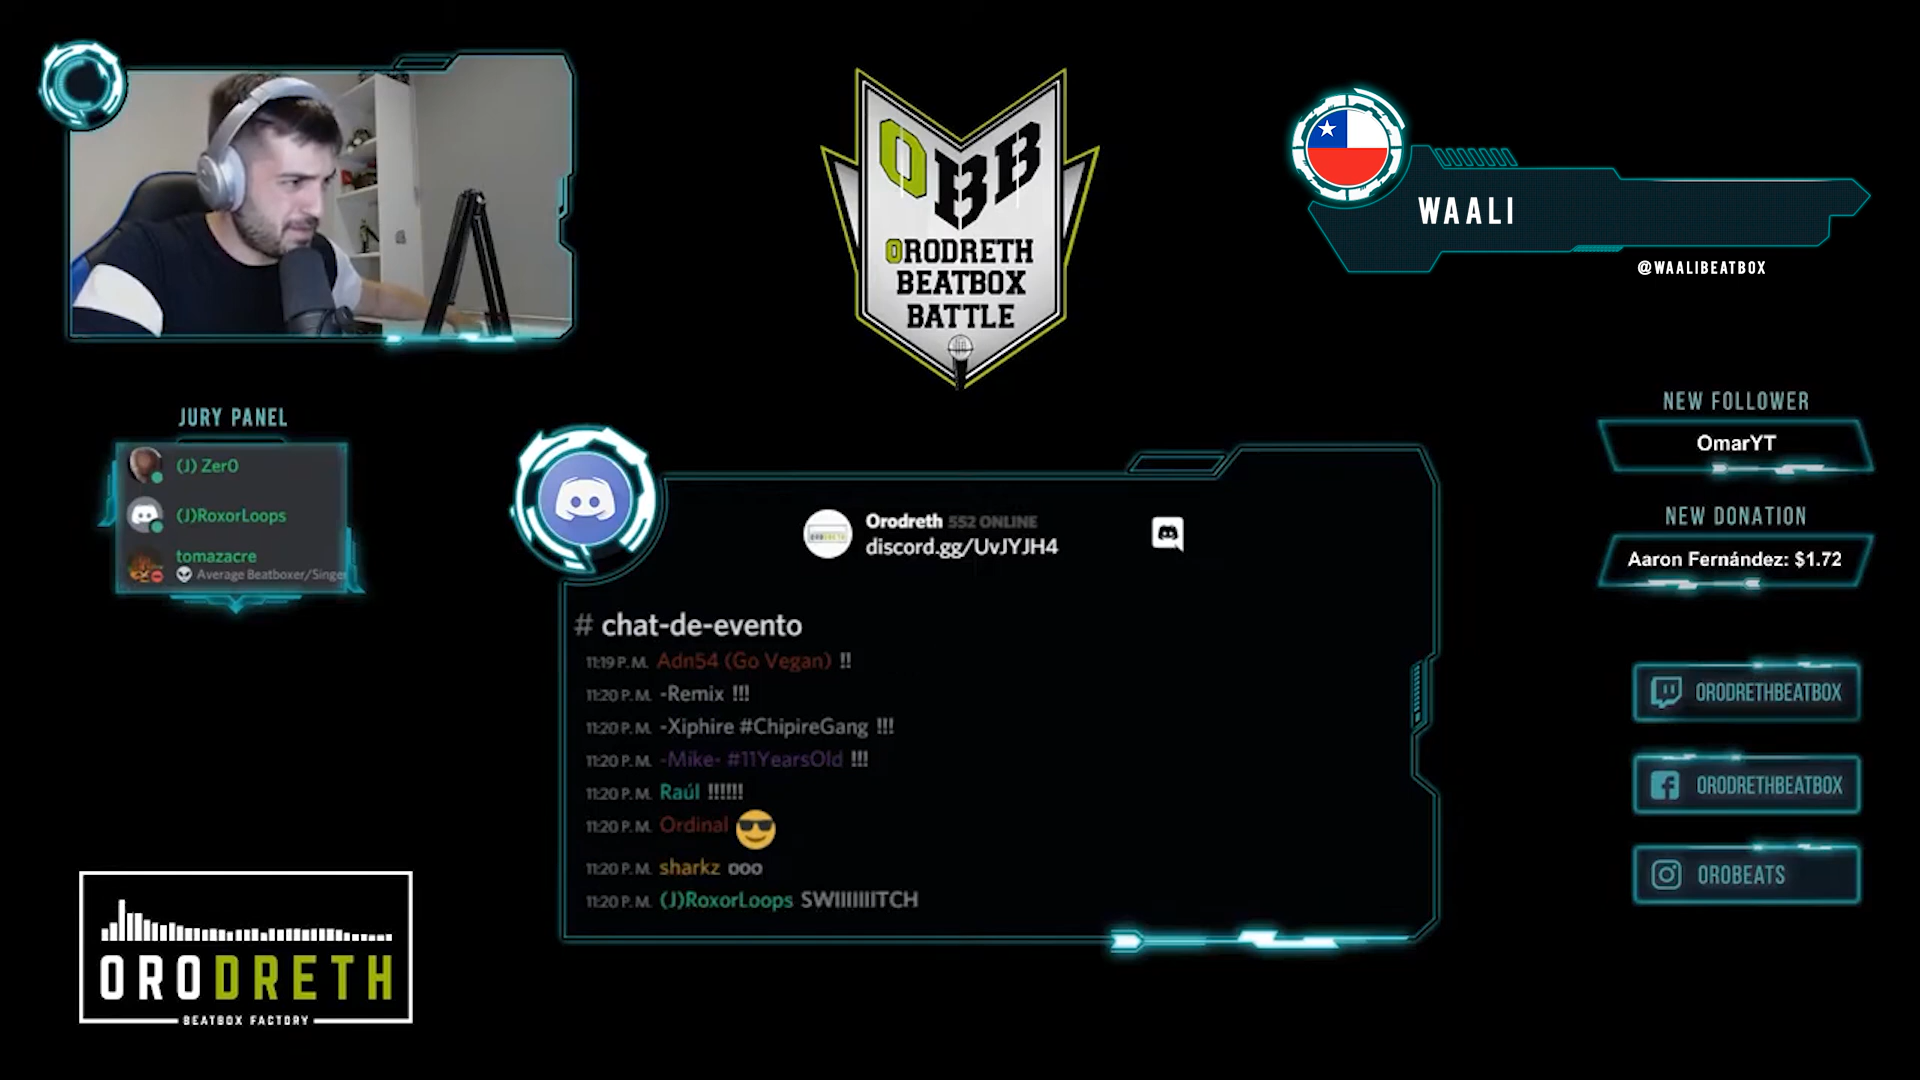 OBB
ORODRETH
BEATBOX
BATTLE
WAALI
@WAALIBEATBOX
JURY PANEL
(J) Zer0
(J)RoxorLoops
tomazacre
Average Beatboxer/Singe
Orodreth 552 ONLINE
discord.gg/UvJYJH4
# chat-de-evento
11:19 P.M. Adn54 (Go Vegan) !!
11:20 P.M. -Remix !!!
11:20 P.M. -Xiphire #ChipireGang !!!
11:20 P.M. -Mike- #11YearsOld !!!
11:20 P.M. Raúl !!!!!!
11:20 P.M. Ordinal 😎
11:20 P.M. sharkz ooo
11:20 P.M. (J)RoxorLoops SWIIIIIIITCH
NEW FOLLOWER
OmarYT
NEW DONATION
Aaron Fernández: $1.72
ORODRETHBEATBOX
ORODRETHBEATBOX
OROBEATS
ORODRETH
BEATBOX FACTORY